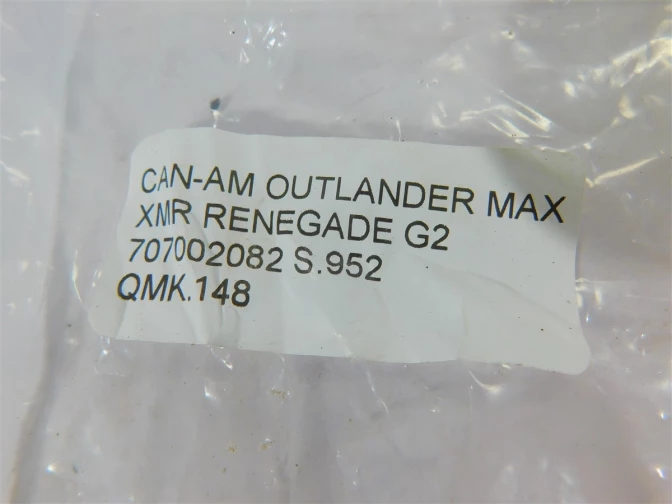 CAN-AM OUTLANDER MAX
XMR RENEGADE G2
707002082 S.952
QMK.148